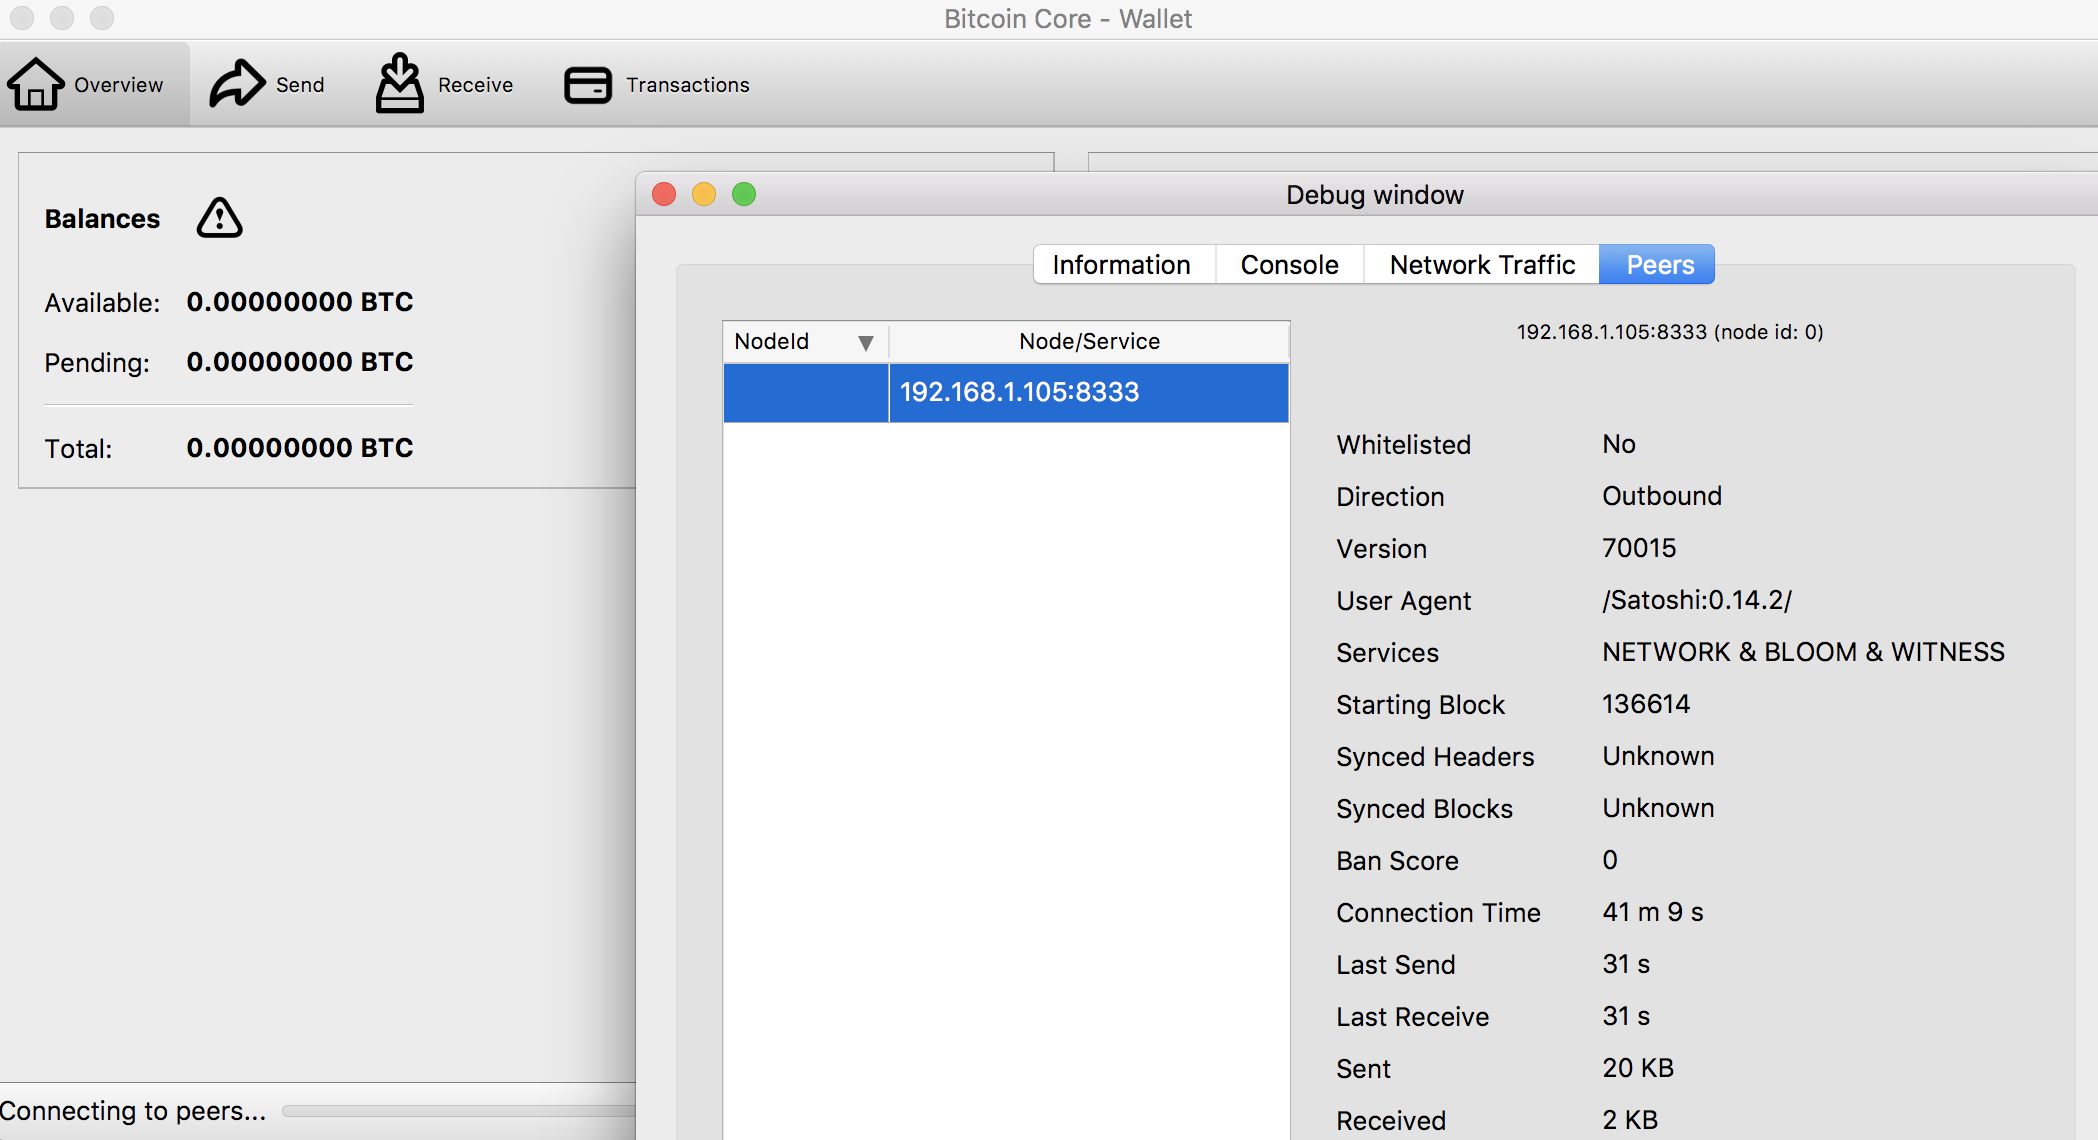 Bitcoin Core - Wallet
Overview
Send
Receive
Transactions
Balances
Available: 0.00000000 BTC
Pending: 0.00000000 BTC
Total: 0.00000000 BTC
Connecting to peers...
Debug window
Information
Console
Network Traffic
Peers
NodeId
Node/Service
192.168.1.105:8333
192.168.1.105:8333 (node id: 0)
Whitelisted No
Direction Outbound
Version 70015
User Agent /Satoshi:0.14.2/
Services NETWORK & BLOOM & WITNESS
Starting Block 136614
Synced Headers Unknown
Synced Blocks Unknown
Ban Score 0
Connection Time 41 m 9 s
Last Send 31 s
Last Receive 31 s
Sent 20 KB
Received 2 KB